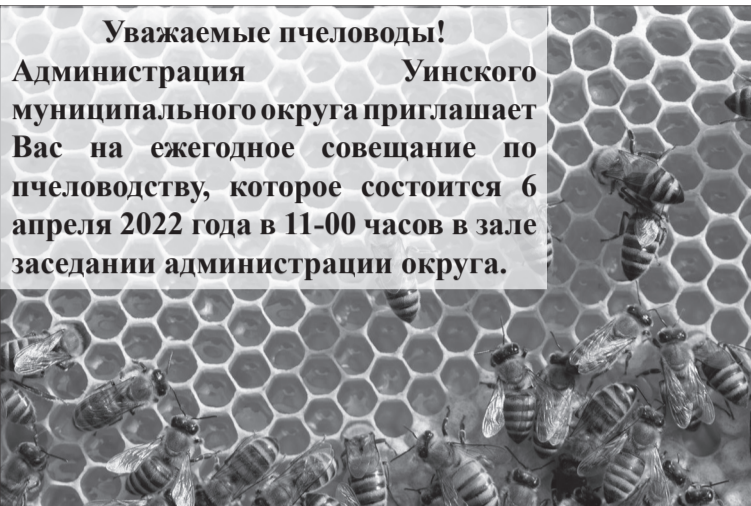 Уважаемые пчеловоды!
Администрация Уинского
муниципального округа приглашает
Вас на ежегодное совещание по
пчеловодству, которое состоится 6
апреля 2022 года в 11-00 часов в зале
заседании администрации округа.